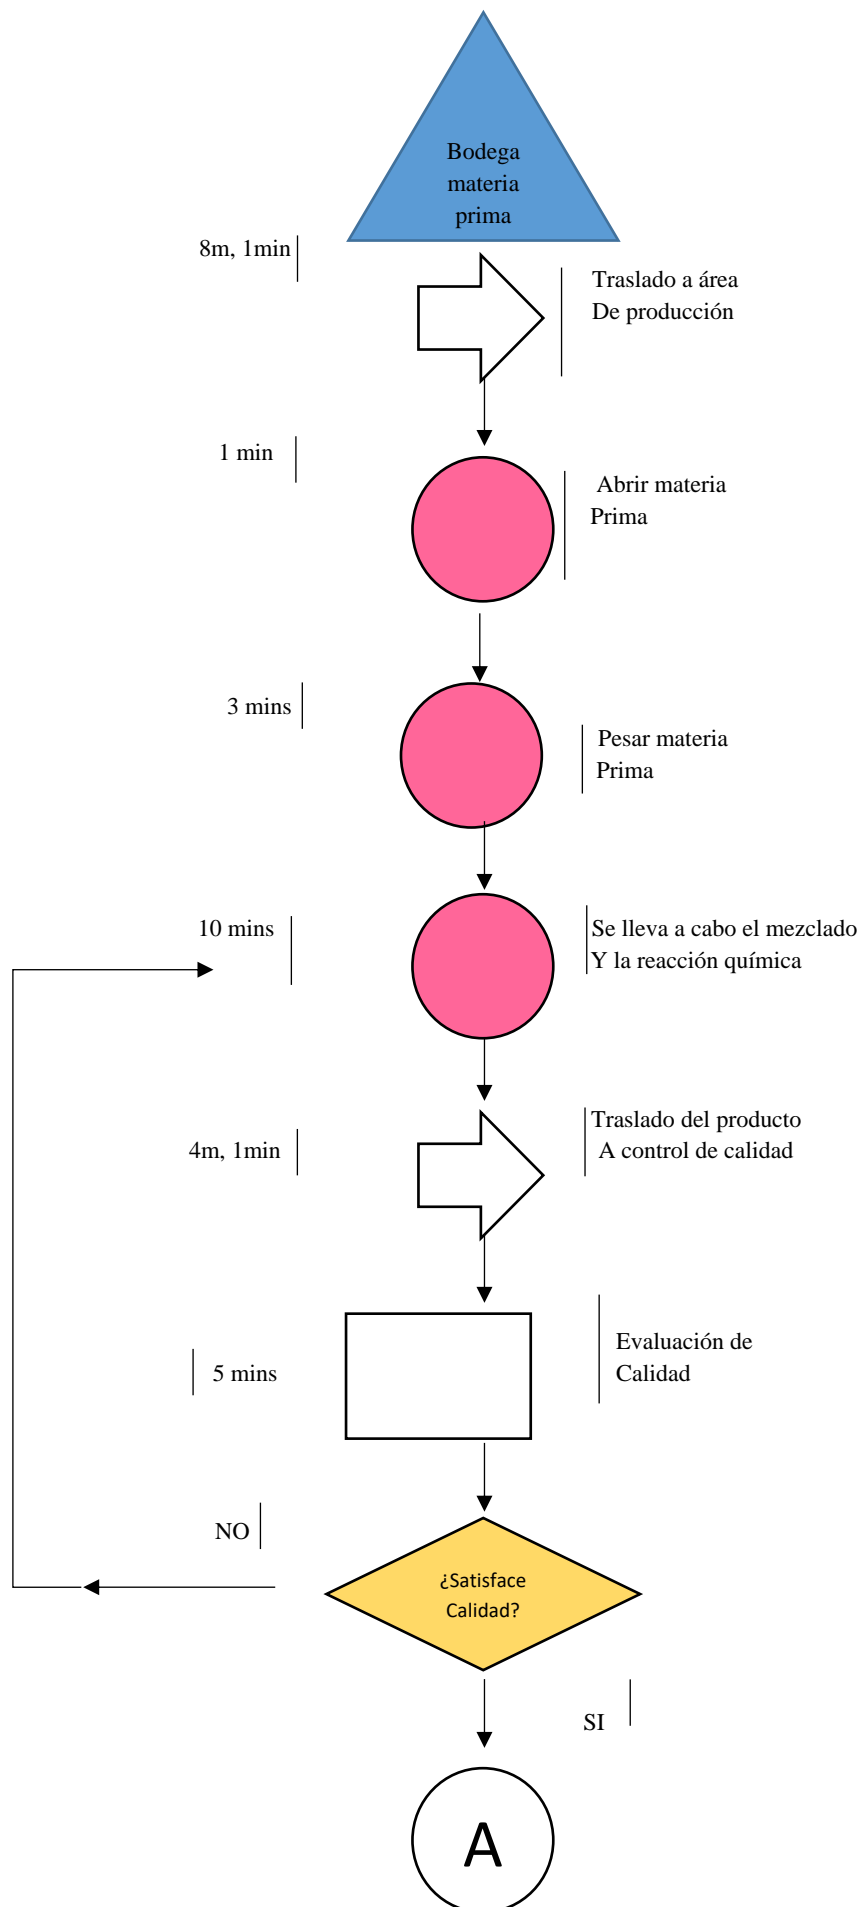 Bodega
materia
prima
8m, 1min
Traslado a área
De producción
1 min
Abrir materia
Prima
3 mins
Pesar materia
Prima
10 mins
Se lleva a cabo el mezclado
Y la reacción química
4m, 1min
Traslado del producto
A control de calidad
5 mins
Evaluación de
Calidad
NO
¿Satisface
Calidad?
SI
A